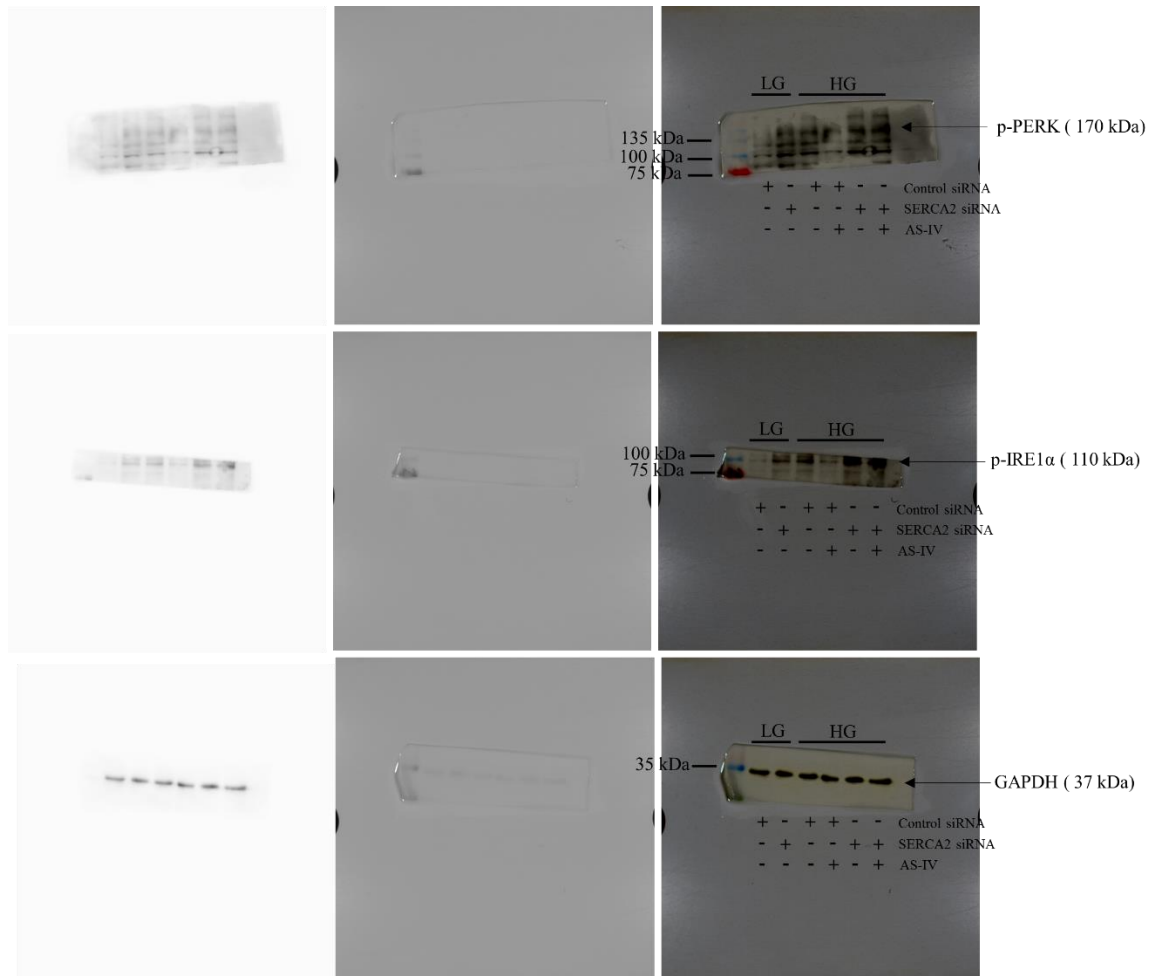 LG HG
135 kDa
100 kDa
75 kDa
p-PERK ( 170 kDa)
+ - + + - - Control siRNA
- + - - + + SERCA2 siRNA
- - - + - + AS-IV
LG HG
100 kDa
75 kDa
p-IRE1α ( 110 kDa)
+ - + + - - Control siRNA
- + - - + + SERCA2 siRNA
- - - + - + AS-IV
LG HG
35 kDa
GAPDH ( 37 kDa)
+ - + + - - Control siRNA
- + - - + + SERCA2 siRNA
- - - + - + AS-IV